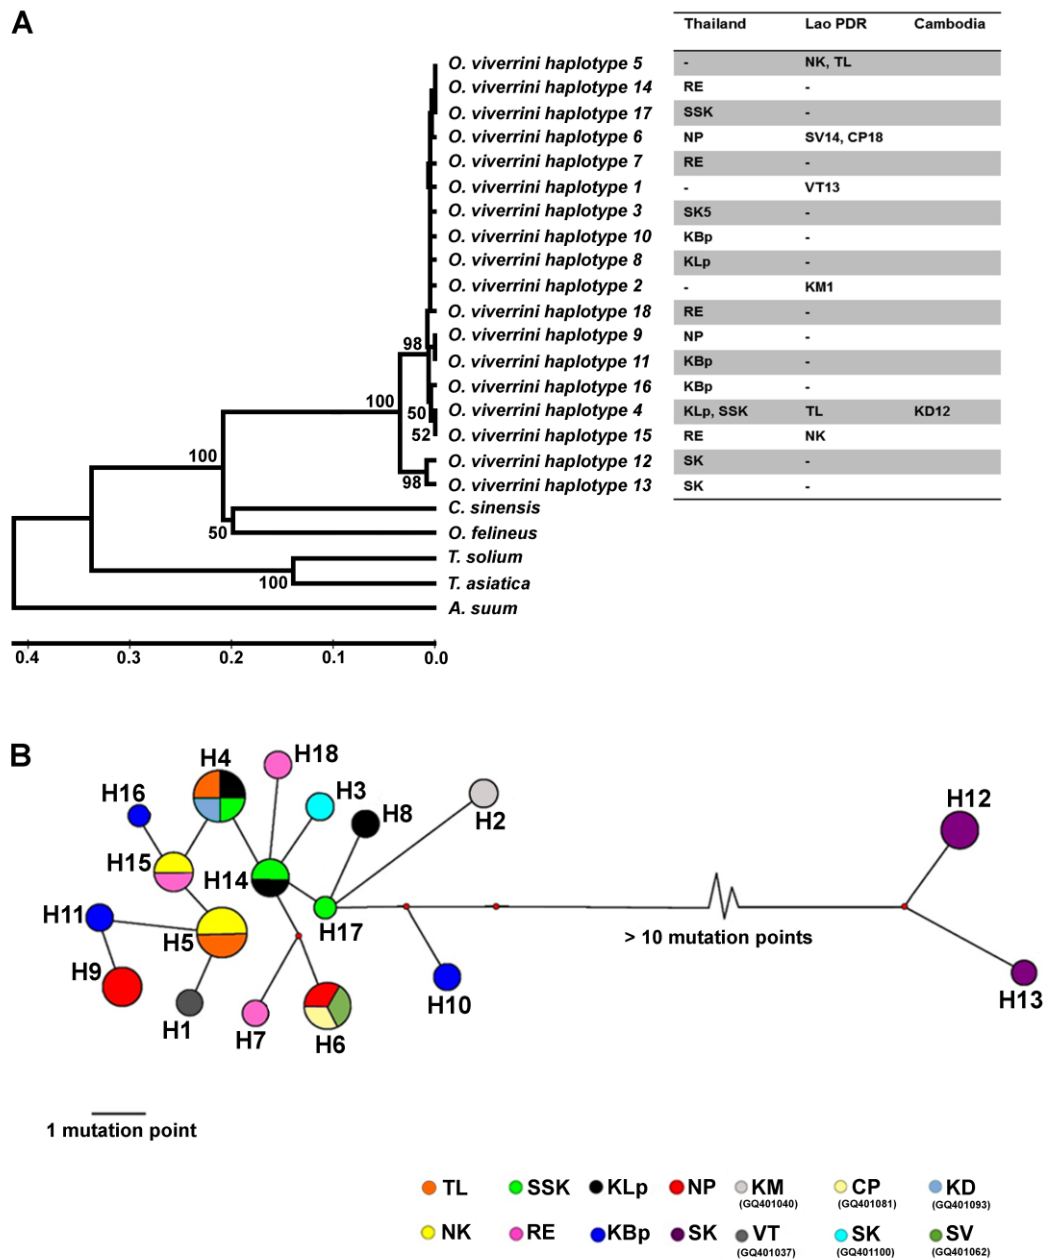 A
Thailand Lao PDR Cambodia
O. viverrini haplotype 5 - NK, TL
O. viverrini haplotype 14 RE -
O. viverrini haplotype 17 SSK -
O. viverrini haplotype 6 NP SV14, CP18
O. viverrini haplotype 7 RE -
O. viverrini haplotype 1 - VT13
O. viverrini haplotype 3 SK5 -
O. viverrini haplotype 10 KBp -
O. viverrini haplotype 8 KLp -
O. viverrini haplotype 2 - KM1
O. viverrini haplotype 18 RE -
O. viverrini haplotype 9 NP -
98
O. viverrini haplotype 11 KBp -
O. viverrini haplotype 16 KBp -
100
50
O. viverrini haplotype 4 KLp, SSK TL KD12
52
O. viverrini haplotype 15 RE NK
100
O. viverrini haplotype 12 SK -
98
O. viverrini haplotype 13 SK -
C. sinensis
50
O. felineus
T. solium
100
T. asiatica
A. suum
0.4 0.3 0.2 0.1 0.0
B
H4
H18
H16
H3
H8
H2
H12
H15
H14
H11
H5
H17
> 10 mutation points
H9
H10
H13
H1
H7
H6
1 mutation point
TL SSK KLp NP KM CP KD
(GQ401040) (GQ401081) (GQ401093)
NK RE KBp SK VT SK SV
(GQ401037) (GQ401100) (GQ401062)